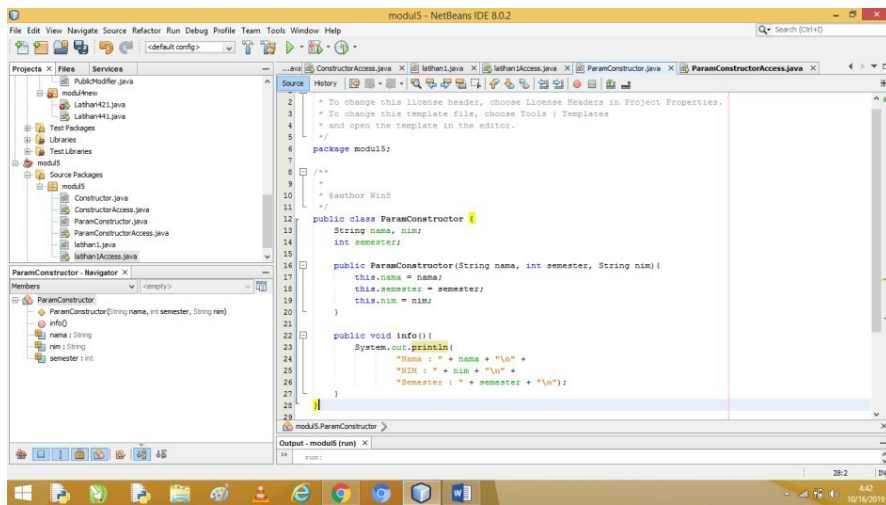 modul5 - NetBeans IDE 8.0.2
File Edit View Navigate Source Refactor Run Debug Profile Team Tools Window Help
Search (Ctrl+I)
<default config>
Projects Files Services
PublicModifier.java
modul4new
Latihan421.java
Latihan441.java
Test Packages
Libraries
Test Libraries
modul5
Source Packages
modul5
Constructor.java
ConstructorAccess.java
ParamConstructor.java
ParamConstructorAccess.java
latihan1.java
latihan1Access.java
ParamConstructor - Navigator
Members <empty>
ParamConstructor
ParamConstructor(String nama, int semester, String nim)
info()
nama : String
nim : String
semester : int
...ava ConstructorAccess.java latihan1.java latihan1Access.java ParamConstructor.java ParamConstructorAccess.java
Source History
2 * To change this license header, choose License Headers in Project Properties.
3 * To change this template file, choose Tools | Templates
4 * and open the template in the editor.
5 */
6 package modul5;
7
8 /**
9 *
10 * @author Win8
11 */
12 public class ParamConstructor {
13 String nama, nim;
14 int semester;
15
16 public ParamConstructor(String nama, int semester, String nim){
17 this.nama = nama;
18 this.semester = semester;
19 this.nim = nim;
20 }
21
22 public void info(){
23 System.out.println(
24 "Nama : " + nama + "\n" +
25 "NIM : " + nim + "\n" +
26 "Semester : " + semester + "\n");
27 }
28 }
29
modul5.ParamConstructor
Output - modul5 (run)
run:
28:2 IN
4:42
10/16/2019